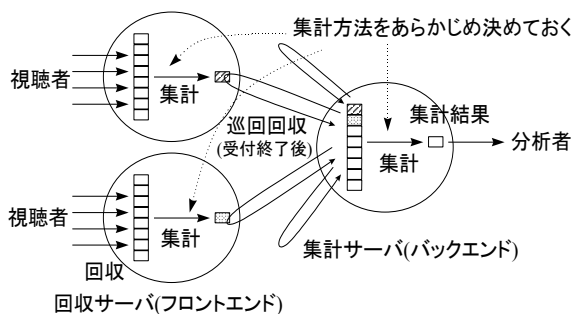 集計方法をあらかじめ決めておく
視聴者
集計
巡回回収
(受付終了後)
集計結果
集計
分析者
視聴者
集計
回収
集計サーバ(バックエンド)
回収サーバ(フロントエンド)